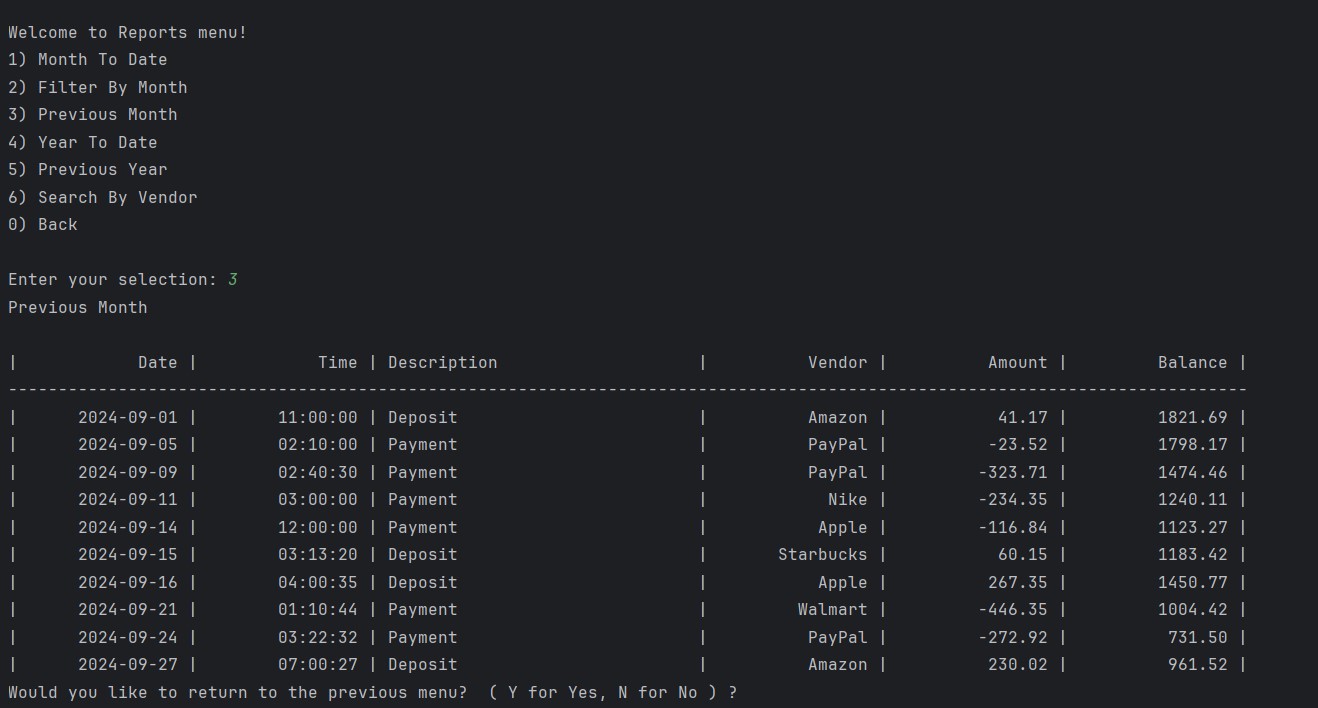 Welcome to Reports menu!
1) Month To Date
2) Filter By Month
3) Previous Month
4) Year To Date
5) Previous Year
6) Search By Vendor
0) Back
Enter your selection: 3
Previous Month
|            Date |            Time | Description                    |          Vendor |          Amount |         Balance |
----------------------------------------------------------------------------------------------------------------------------
|      2024-09-01 |        11:00:00 | Deposit                        |          Amazon |           41.17 |         1821.69 |
|      2024-09-05 |        02:10:00 | Payment                        |          PayPal |          -23.52 |         1798.17 |
|      2024-09-09 |        02:40:30 | Payment                        |          PayPal |         -323.71 |         1474.46 |
|      2024-09-11 |        03:00:00 | Payment                        |            Nike |         -234.35 |         1240.11 |
|      2024-09-14 |        12:00:00 | Payment                        |           Apple |         -116.84 |         1123.27 |
|      2024-09-15 |        03:13:20 | Deposit                        |       Starbucks |           60.15 |         1183.42 |
|      2024-09-16 |        04:00:35 | Deposit                        |           Apple |          267.35 |         1450.77 |
|      2024-09-21 |        01:10:44 | Payment                        |         Walmart |         -446.35 |         1004.42 |
|      2024-09-24 |        03:22:32 | Payment                        |          PayPal |         -272.92 |          731.50 |
|      2024-09-27 |        07:00:27 | Deposit                        |          Amazon |          230.02 |          961.52 |
Would you like to return to the previous menu?  ( Y for Yes, N for No ) ?